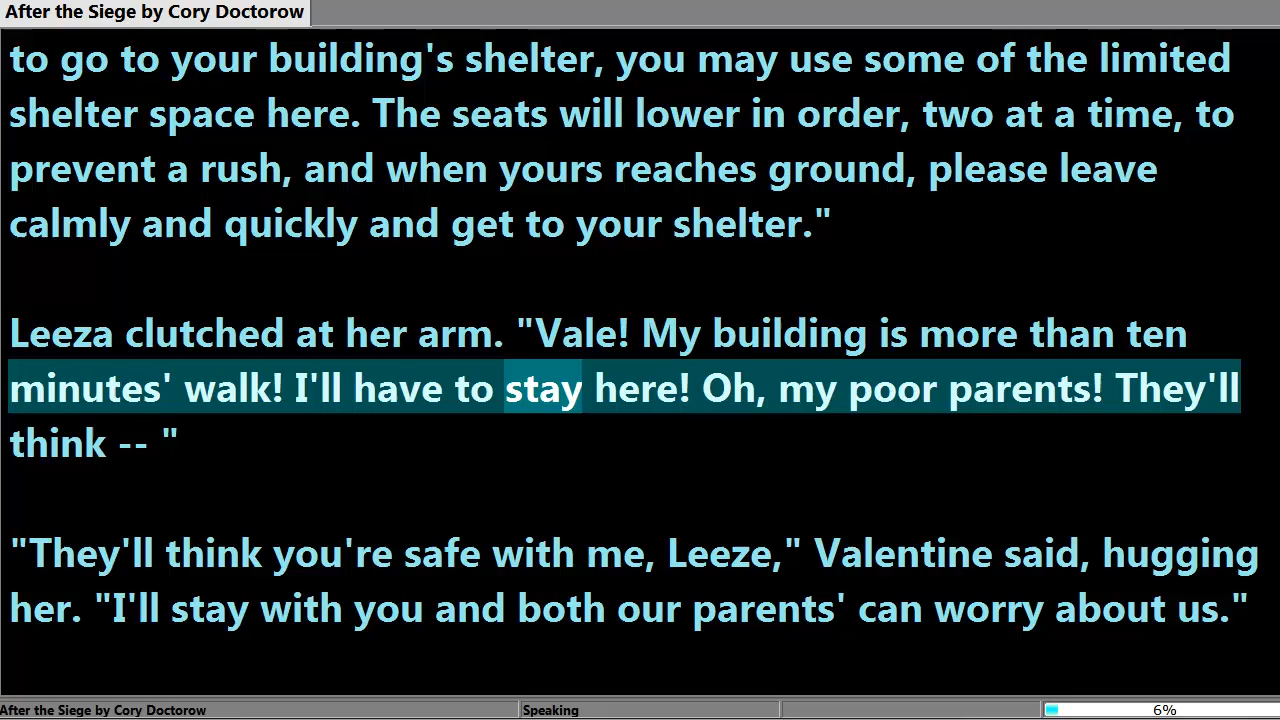 After the Siege by Cory Doctorow
to go to your building's shelter, you may use some of the limited
shelter space here. The seats will lower in order, two at a time, to
prevent a rush, and when yours reaches ground, please leave
calmly and quickly and get to your shelter."
Leeza clutched at her arm. "Vale! My building is more than ten
minutes' walk! I'll have to stay here! Oh, my poor parents! They'll
think -- "
"They'll think you're safe with me, Leeze," Valentine said, hugging
her. "I'll stay with you and both our parents' can worry about us."
After the Siege by Cory Doctorow
Speaking
6%